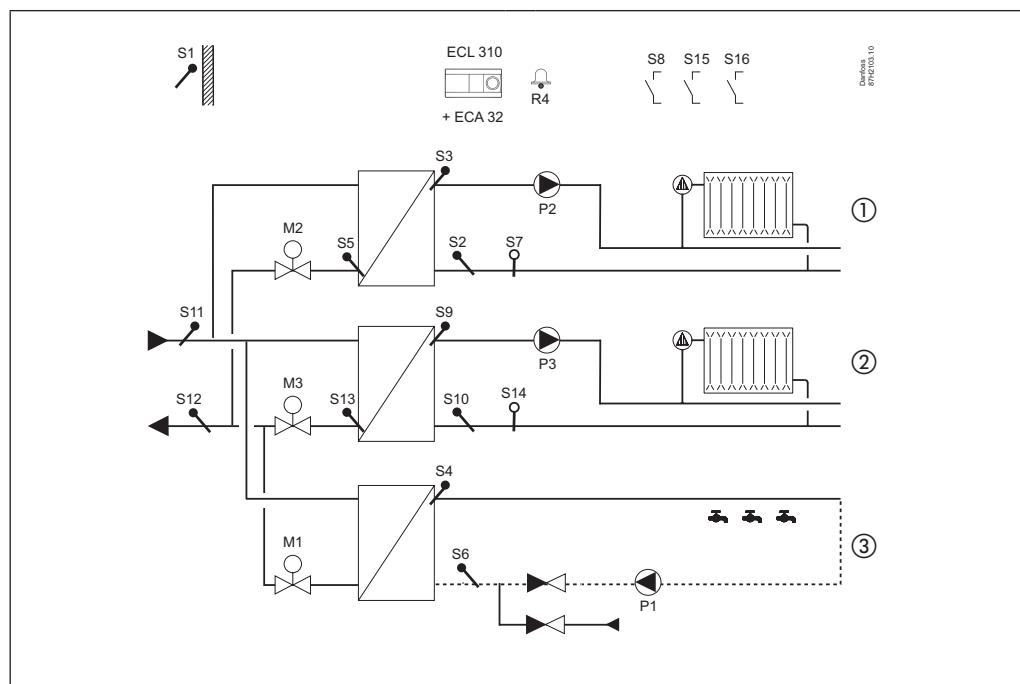 S1
ECL 310
+ ECA 32
R4
S8 S15 S16
Danfoss
87H2103.10
S3
P2
①
M2
S5
S2
S7
S11
S9
P3
②
S12
M3
S13
S10
S14
S4
M1
S6
P1
③